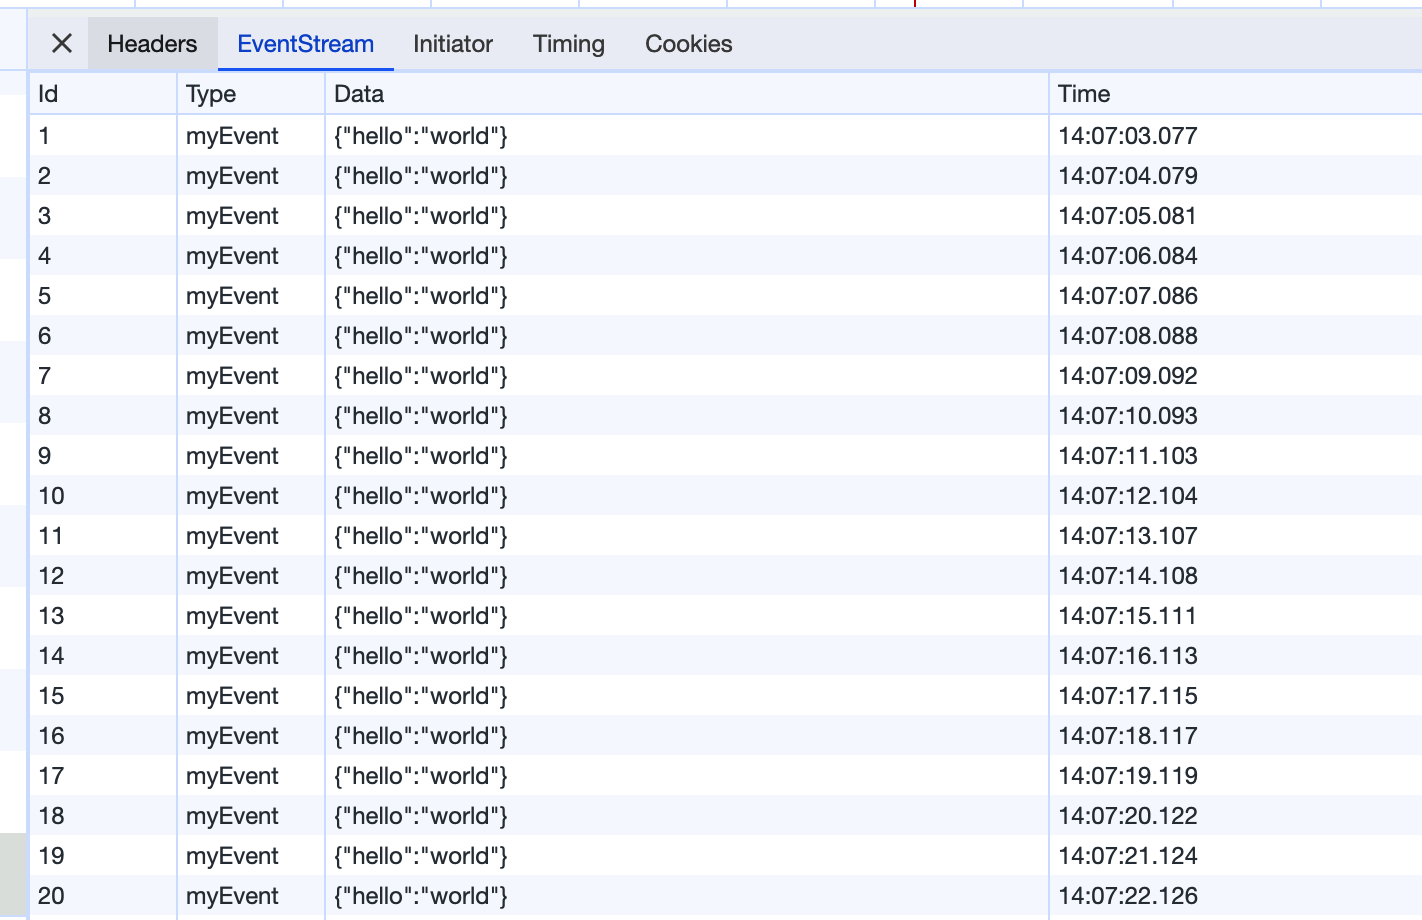 Headers EventStream Initiator Timing Cookies
Id Type Data Time
1 myEvent {"hello":"world"} 14:07:03.077
2 myEvent {"hello":"world"} 14:07:04.079
3 myEvent {"hello":"world"} 14:07:05.081
4 myEvent {"hello":"world"} 14:07:06.084
5 myEvent {"hello":"world"} 14:07:07.086
6 myEvent {"hello":"world"} 14:07:08.088
7 myEvent {"hello":"world"} 14:07:09.092
8 myEvent {"hello":"world"} 14:07:10.093
9 myEvent {"hello":"world"} 14:07:11.103
10 myEvent {"hello":"world"} 14:07:12.104
11 myEvent {"hello":"world"} 14:07:13.107
12 myEvent {"hello":"world"} 14:07:14.108
13 myEvent {"hello":"world"} 14:07:15.111
14 myEvent {"hello":"world"} 14:07:16.113
15 myEvent {"hello":"world"} 14:07:17.115
16 myEvent {"hello":"world"} 14:07:18.117
17 myEvent {"hello":"world"} 14:07:19.119
18 myEvent {"hello":"world"} 14:07:20.122
19 myEvent {"hello":"world"} 14:07:21.124
20 myEvent {"hello":"world"} 14:07:22.126